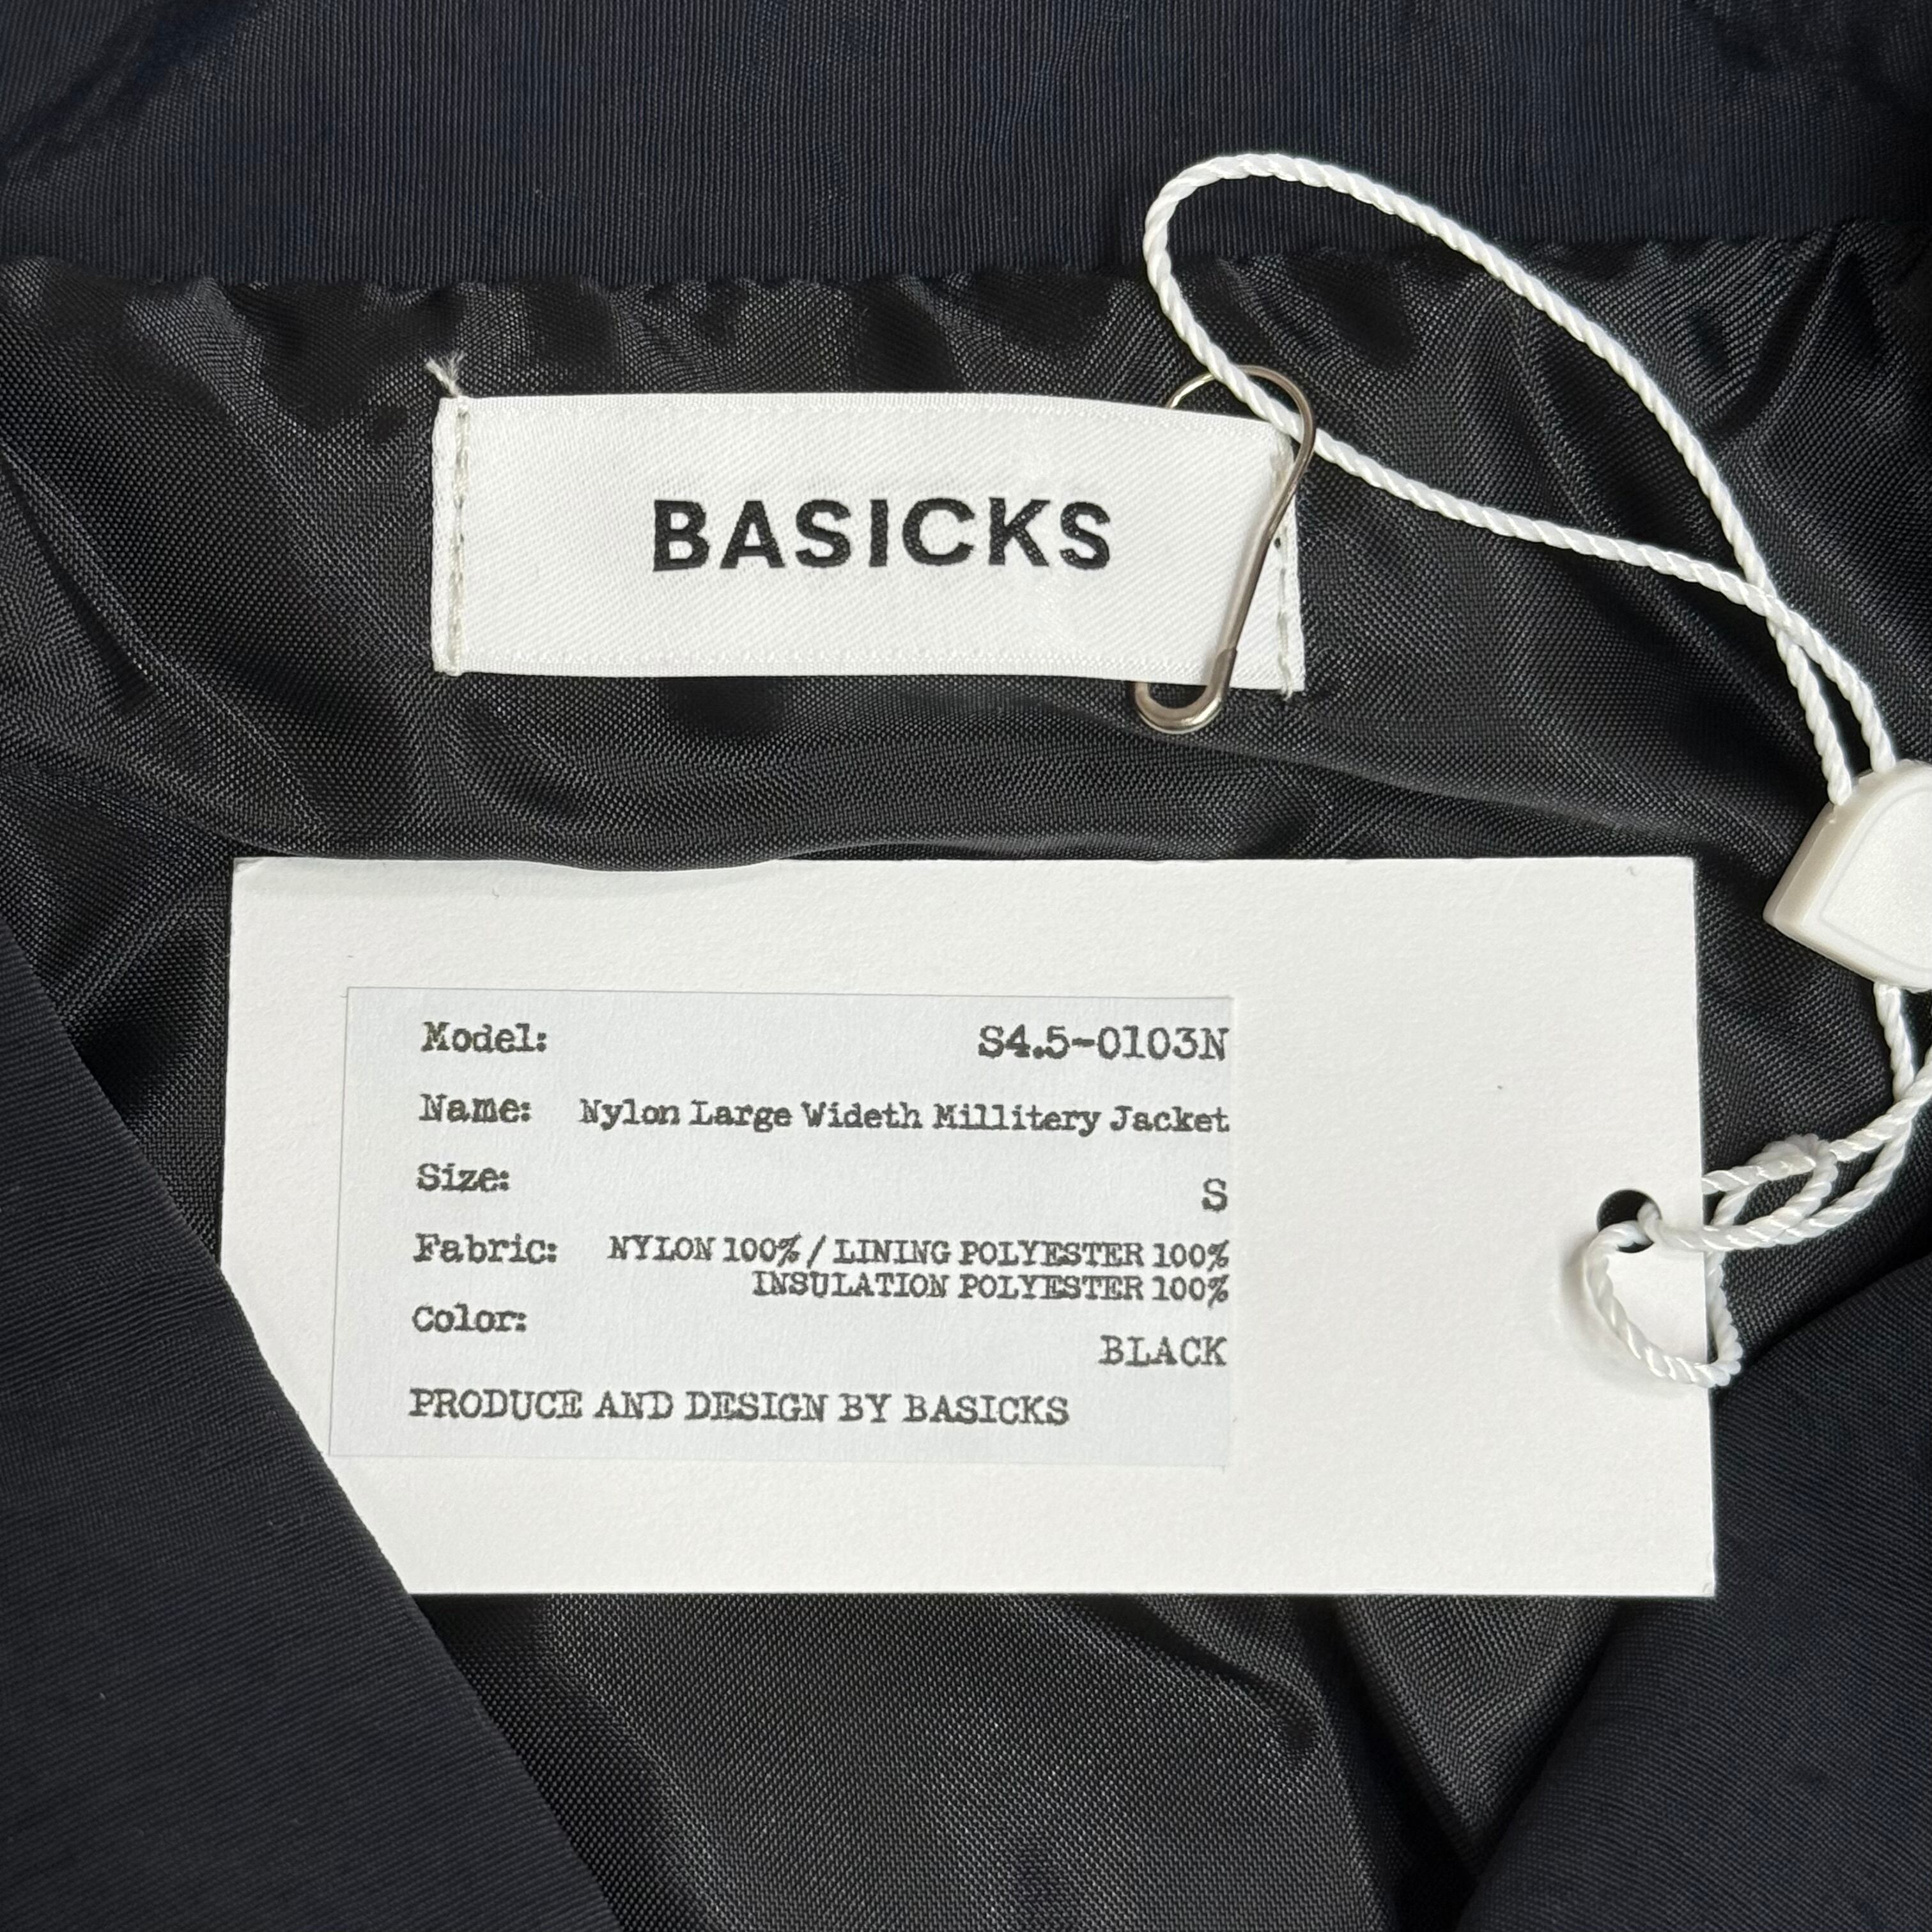 BASICKS
Model: S4.5-0103N
Name: Nylon Large Wideth Millitery Jacket
Size: S
Fabric: NYLON 100% / LINING POLYESTER 100%
INSULATION POLYESTER 100%
Color: BLACK
PRODUCE AND DESIGN BY BASICKS